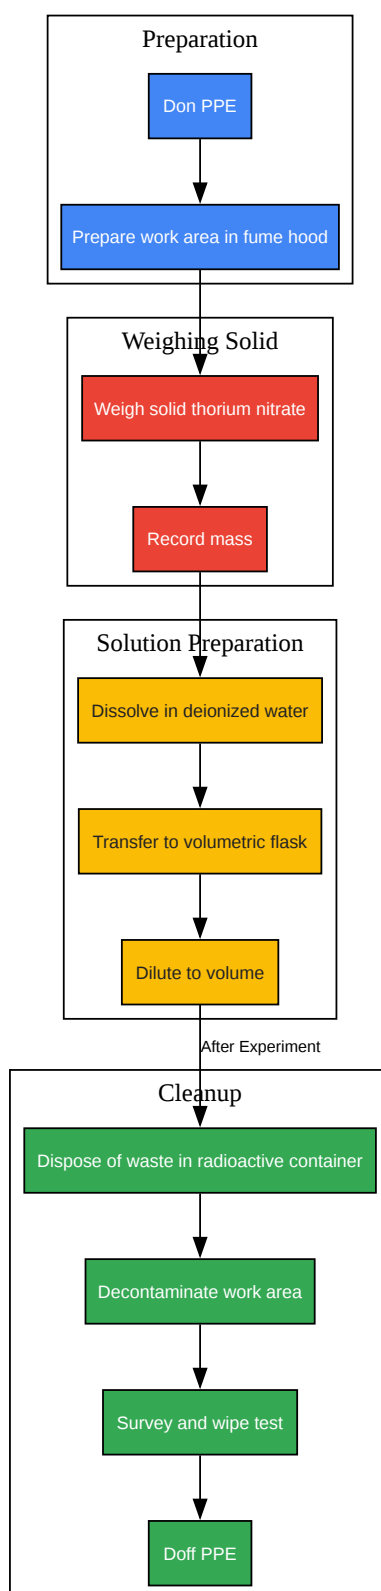 Preparation
Don PPE
Prepare work area in fume hood
Weighing Solid
Weigh solid thorium nitrate
Record mass
Solution Preparation
Dissolve in deionized water
Transfer to volumetric flask
Dilute to volume
After Experiment
Cleanup
Dispose of waste in radioactive container
Decontaminate work area
Survey and wipe test
Doff PPE